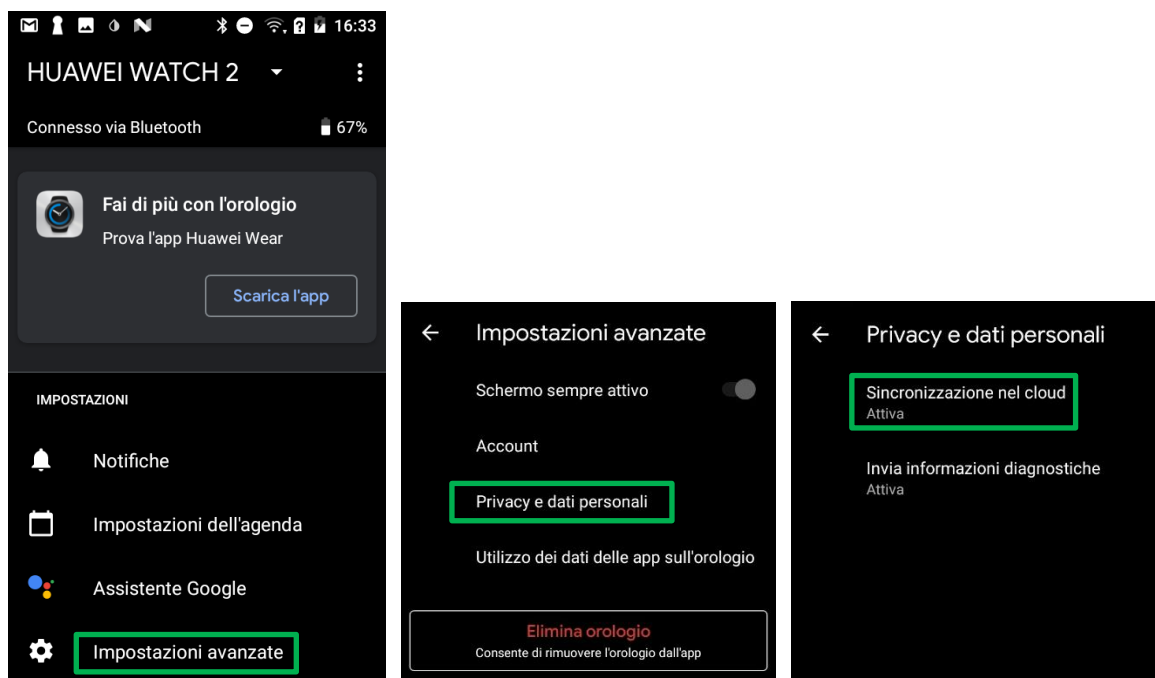 16:33
HUAWEI WATCH 2
Connesso via Bluetooth 67%
Fai di più con l'orologio
Prova l'app Huawei Wear
Scarica l'app
IMPOSTAZIONI
Notifiche
Impostazioni dell'agenda
Assistente Google
Impostazioni avanzate
Impostazioni avanzate
Schermo sempre attivo
Account
Privacy e dati personali
Utilizzo dei dati delle app sull'orologio
Elimina orologio
Consente di rimuovere l'orologio dall'app
Privacy e dati personali
Sincronizzazione nel cloud
Attiva
Invia informazioni diagnostiche
Attiva